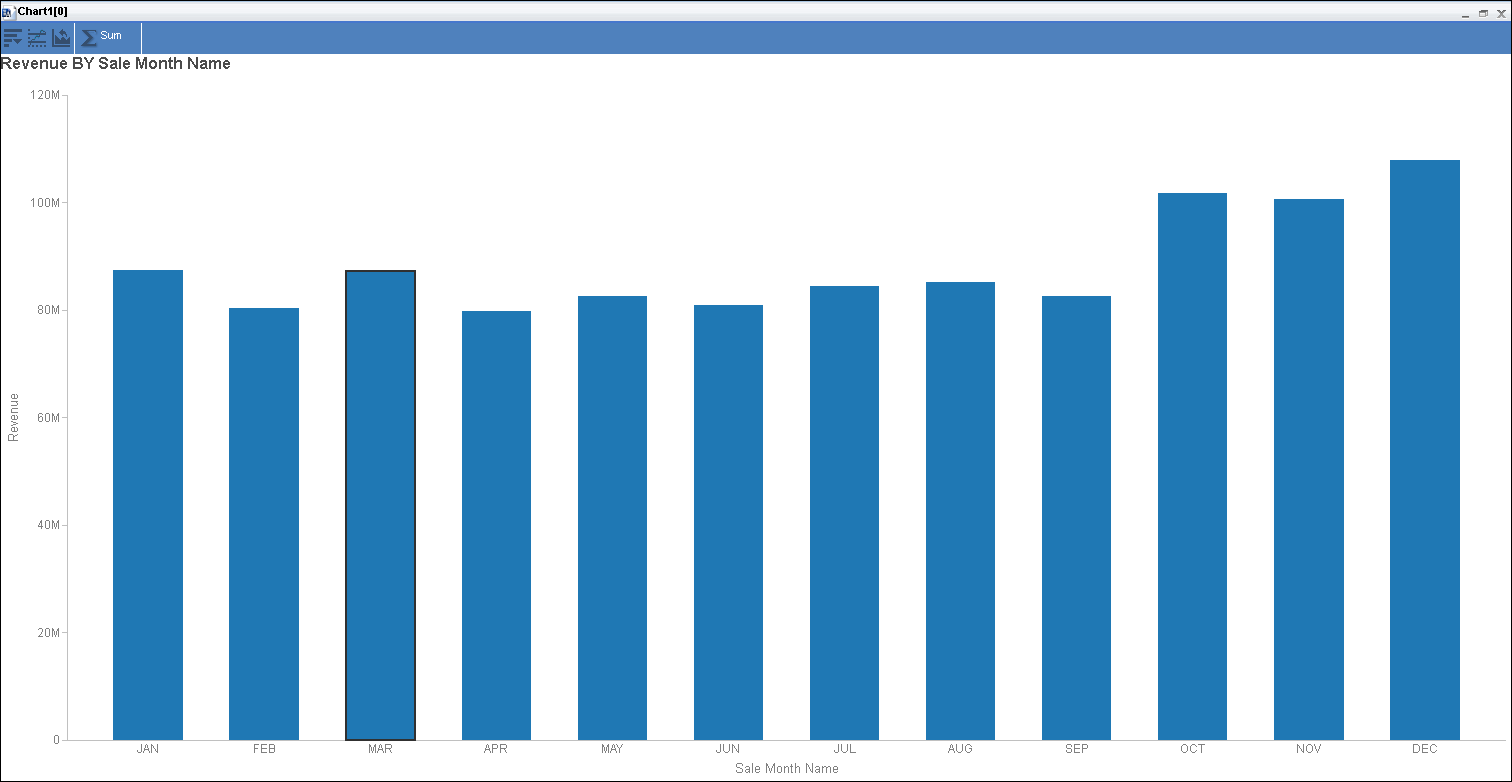 Chart1[0]
Sum
Revenue BY Sale Month Name
120M
100M
80M
60M
40M
20M
0
Revenue
JAN FEB MAR APR MAY JUN JUL AUG SEP OCT NOV DEC
Sale Month Name